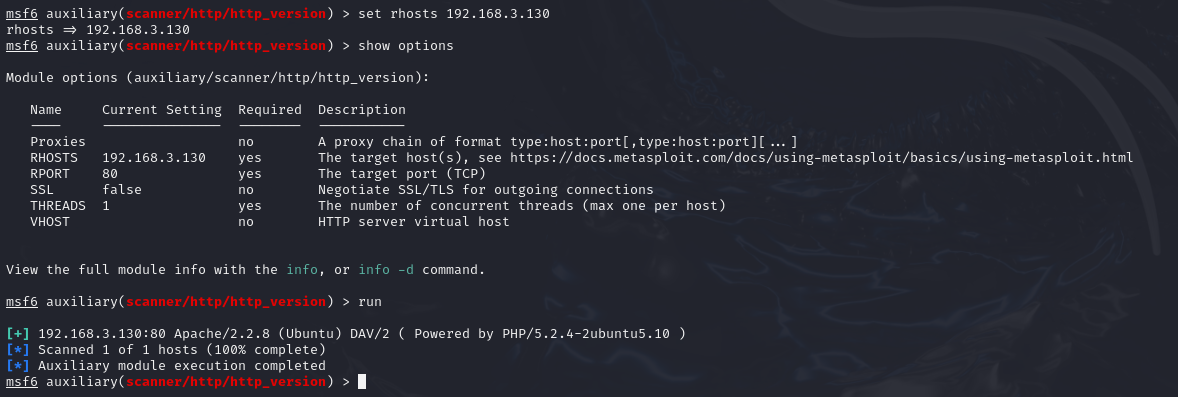 msf6 auxiliary(scanner/http/http_version) > set rhosts 192.168.3.130
rhosts => 192.168.3.130
msf6 auxiliary(scanner/http/http_version) > show options
Module options (auxiliary/scanner/http/http_version):
Name Current Setting Required Description
---- --------------- -------- -----------
Proxies no A proxy chain of format type:host:port[,type:host:port][...]
RHOSTS 192.168.3.130 yes The target host(s), see https://docs.metasploit.com/docs/using-metasploit/basics/using-metasploit.html
RPORT 80 yes The target port (TCP)
SSL false no Negotiate SSL/TLS for outgoing connections
THREADS 1 yes The number of concurrent threads (max one per host)
VHOST no HTTP server virtual host
View the full module info with the info, or info -d command.
msf6 auxiliary(scanner/http/http_version) > run
[+] 192.168.3.130:80 Apache/2.2.8 (Ubuntu) DAV/2 ( Powered by PHP/5.2.4-2ubuntu5.10 )
[*] Scanned 1 of 1 hosts (100% complete)
[*] Auxiliary module execution completed
msf6 auxiliary(scanner/http/http_version) >